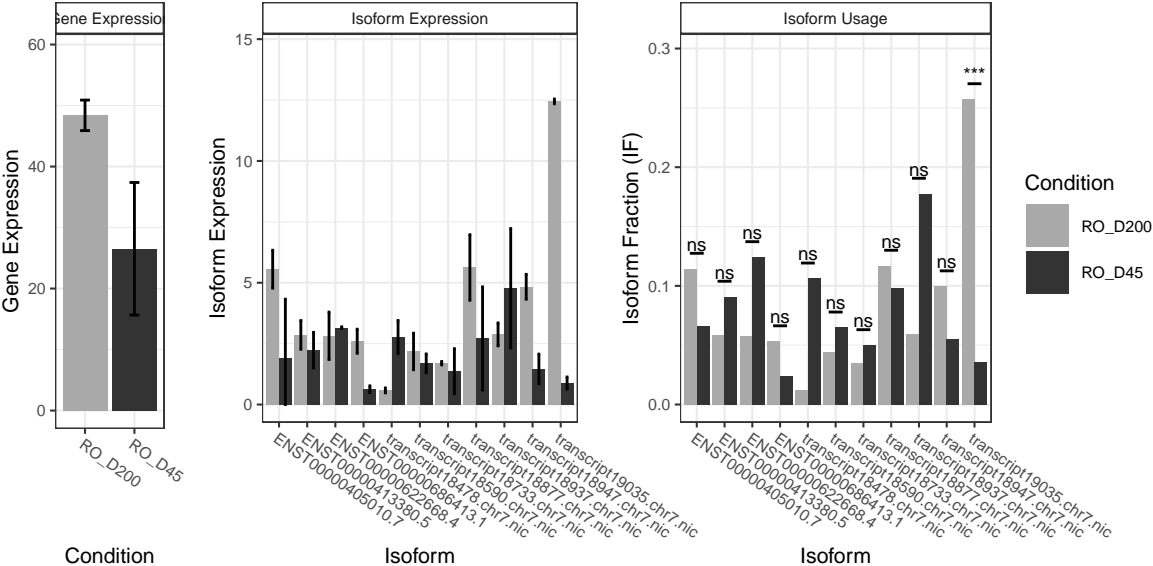 Gene Expression
Isoform Expression
Isoform Usage
Gene Expression
60
40
20
0
RO_D200
RO_D45
Condition
Isoform Expression
15
10
5
0
ENST00000405010.7
ENST00000413380.5
ENST00000622668.4
ENST00000686413.1
transcript18478.chr7.nic
transcript18590.chr7.nic
transcript18733.chr7.nic
transcript18877.chr7.nic
transcript18937.chr7.nic
transcript18947.chr7.nic
transcript19035.chr7.nic
Isoform
Isoform Fraction (IF)
0.3
0.2
0.1
0.0
ns
ns
ns
ns
ns
ns
ns
ns
ns
ns
***
ENST00000405010.7
ENST00000413380.5
ENST00000622668.4
ENST00000686413.1
transcript18478.chr7.nic
transcript18590.chr7.nic
transcript18733.chr7.nic
transcript18877.chr7.nic
transcript18937.chr7.nic
transcript18947.chr7.nic
transcript19035.chr7.nic
Isoform
Condition
RO_D200
RO_D45